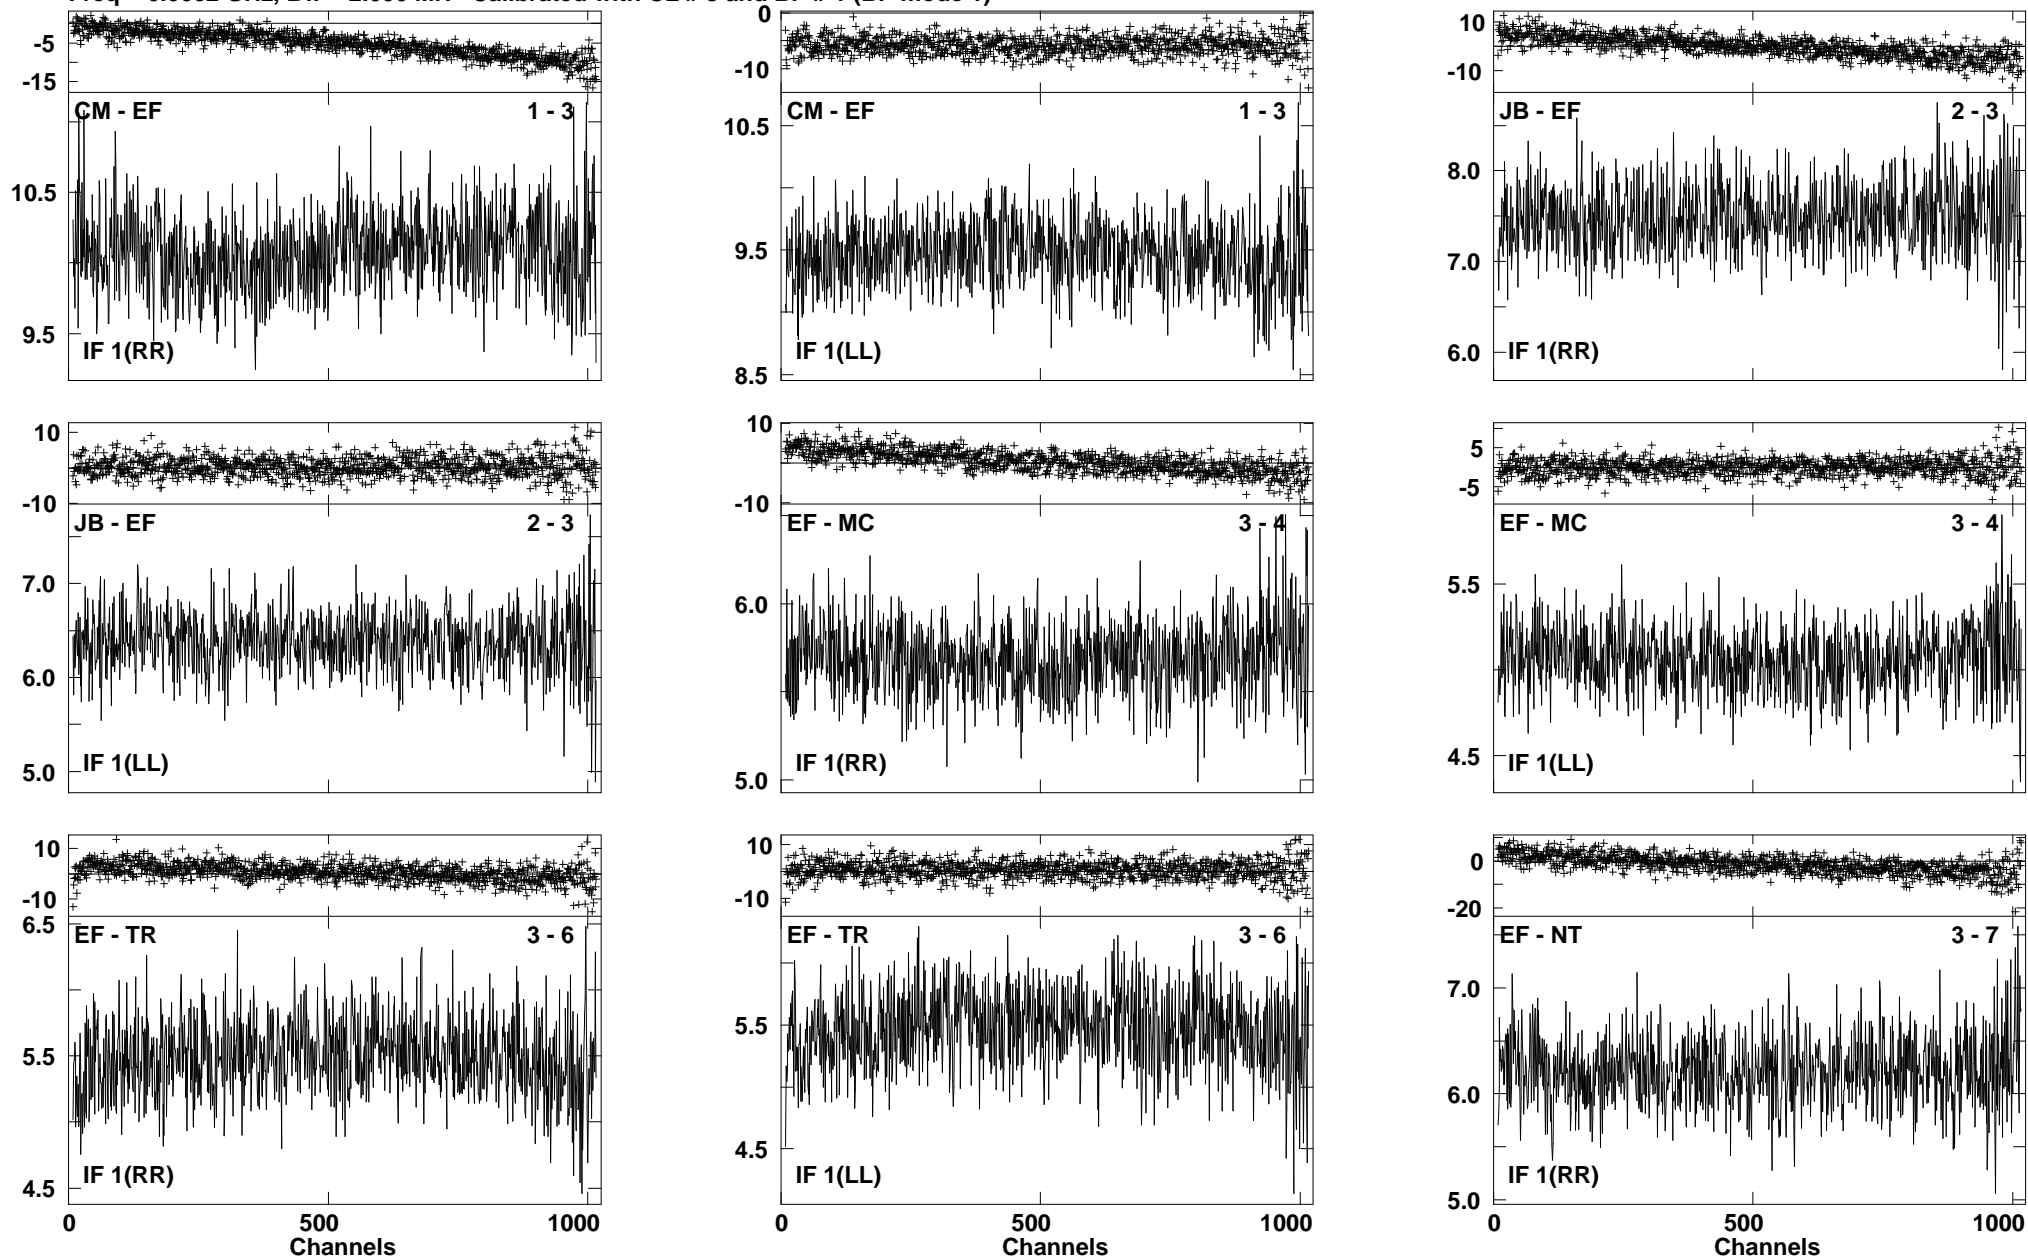 -5
-15
CM - EF 1 - 3
10.5
9.5
IF 1(RR)
0
-10
CM - EF 1 - 3
10.5
9.5
8.5
IF 1(LL)
10
-10
JB - EF 2 - 3
8.0
7.0
6.0
IF 1(RR)
10
-10
JB - EF 2 - 3
7.0
6.0
5.0
IF 1(LL)
10
-10
EF - MC 3 - 4
6.0
5.0
IF 1(RR)
5
-5
EF - MC 3 - 4
5.5
4.5
IF 1(LL)
10
-10
6.5
EF - TR 3 - 6
5.5
4.5
IF 1(RR)
0 500 1000
Channels
10
-10
EF - TR 3 - 6
5.5
4.5
IF 1(LL)
0 500 1000
Channels
0
-20
EF - NT 3 - 7
7.0
6.0
5.0
IF 1(RR)
0 500 1000
Channels